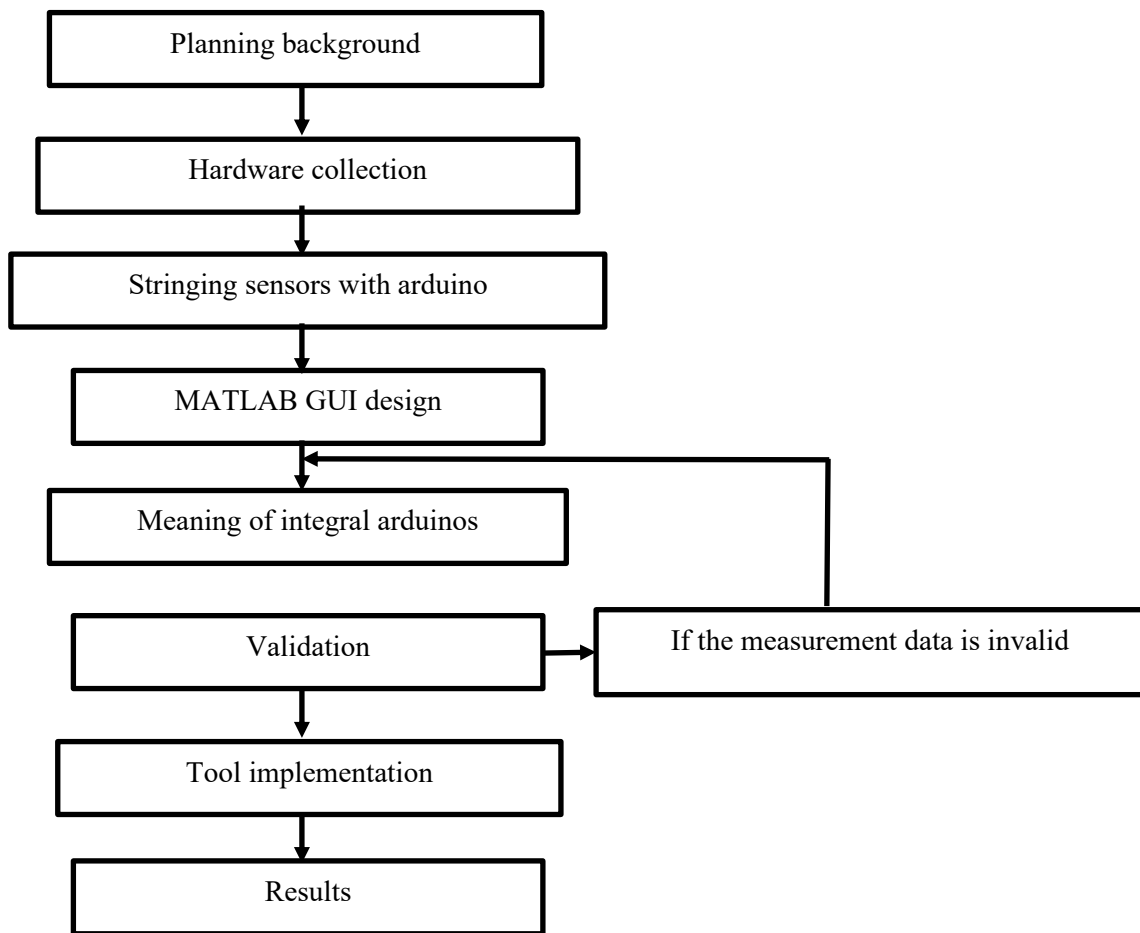 Planning background
Hardware collection
Stringing sensors with arduino
MATLAB GUI design
Meaning of integral arduinos
Validation
If the measurement data is invalid
Tool implementation
Results